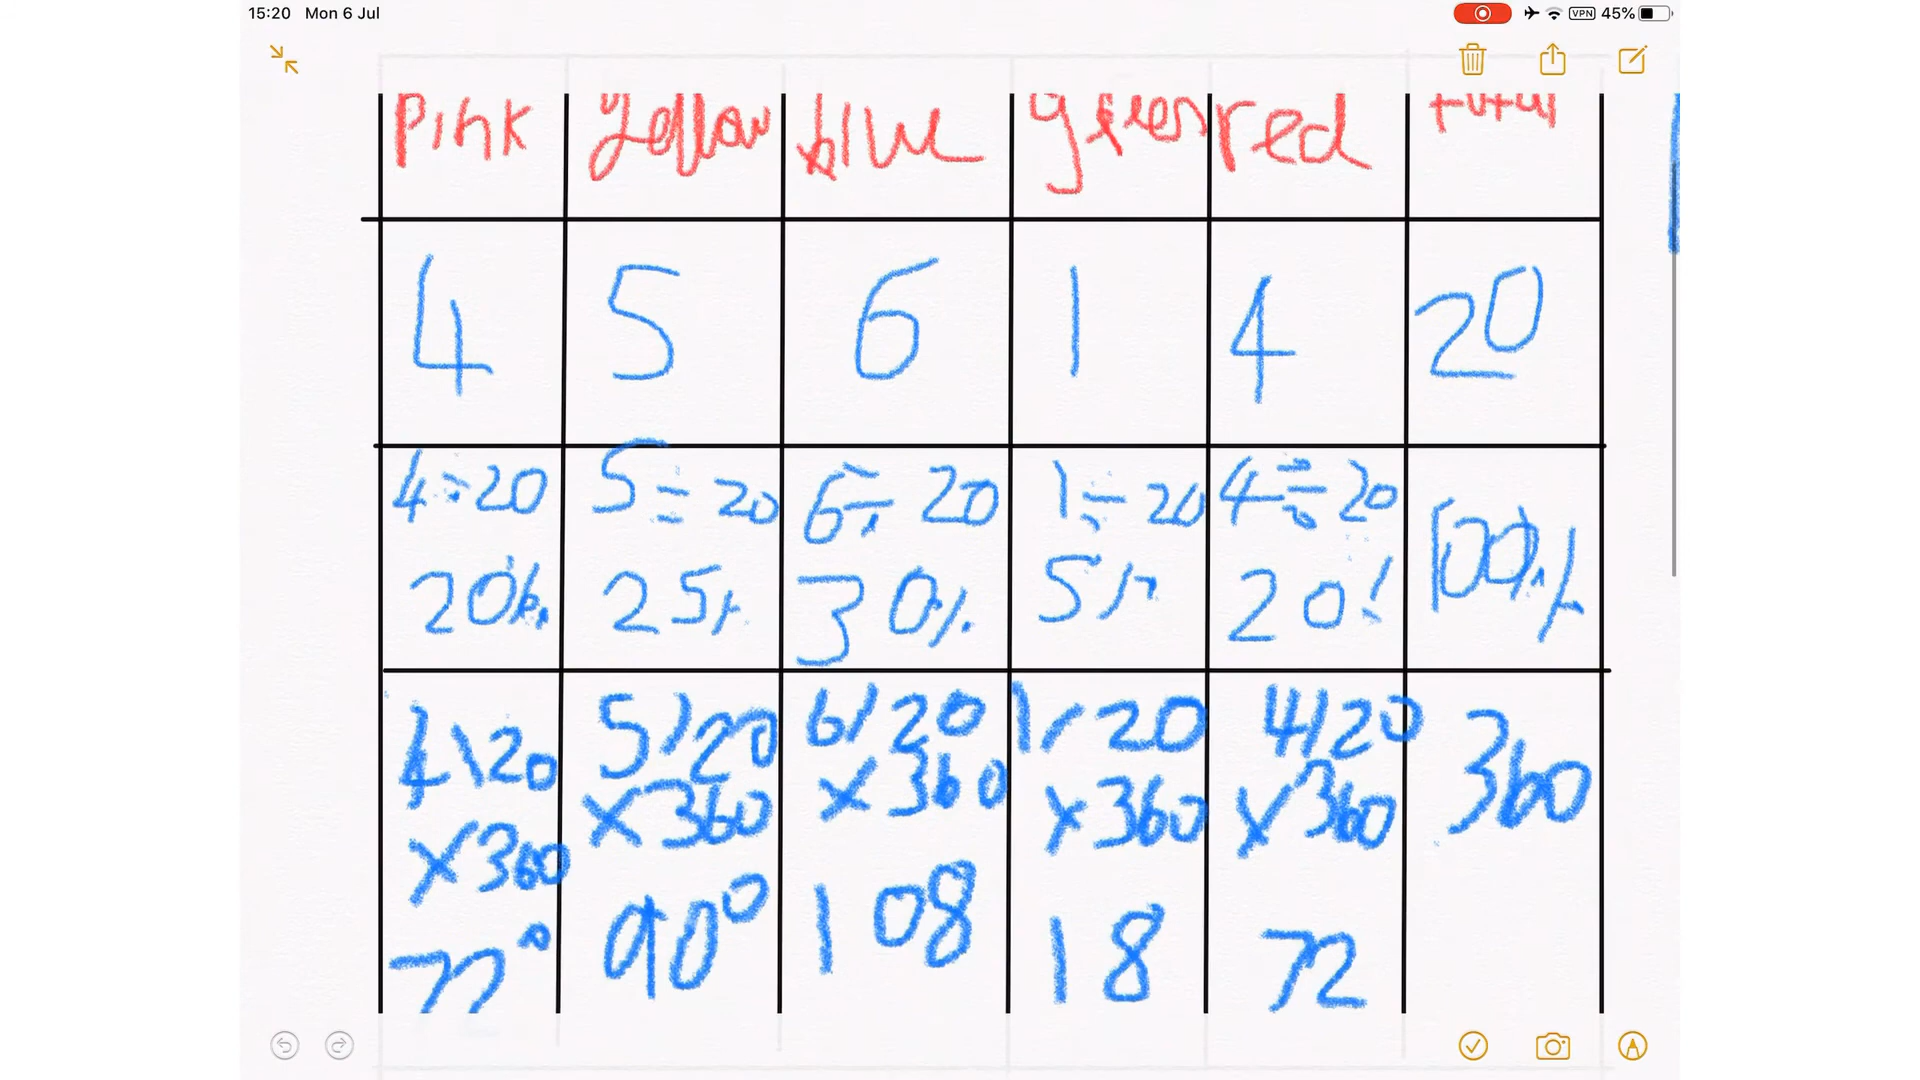 15:20 Mon 6 Jul VPN 45%
pink yellow blue green red total
4 5 6 1 4 20
4÷20 5÷20 6÷20 1÷20 4÷20 100%
20% 25% 30% 5% 20%
4\20 5/20 6/20 1/20 4/20 360
×360 ×360 ×360 ×360 ×360
72° 90° 108 18 72